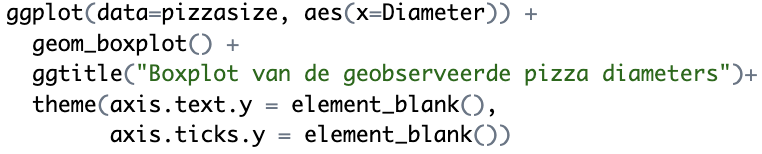 ggplot(data=pizzasize, aes(x=Diameter)) +
  geom_boxplot() +
  ggtitle("Boxplot van de geobserveerde pizza diameters")+
  theme(axis.text.y = element_blank(),
        axis.ticks.y = element_blank())